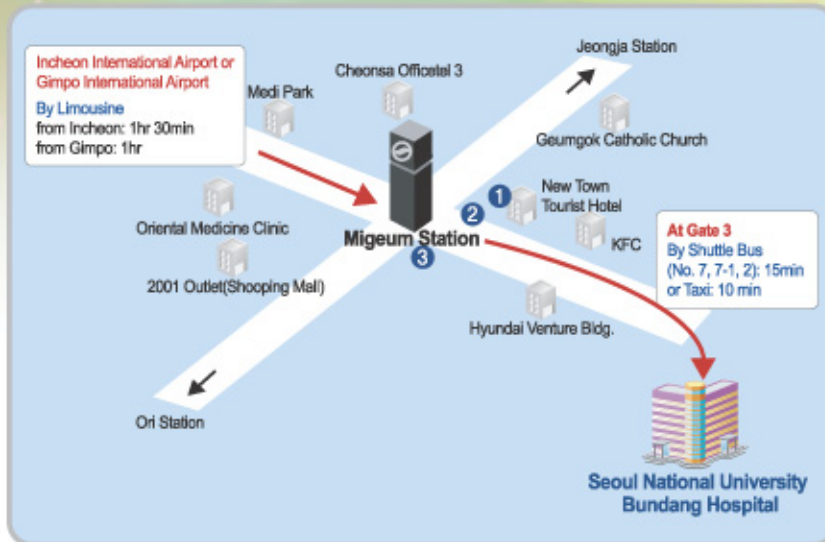 Incheon International Airport or
Gimpo International Airport
By Limousine
from Incheon: 1hr 30min
from Gimpo: 1hr
Medi Park
Cheonsa Officetel 3
Jeongja Station
Geumgok Catholic Church
Oriental Medicine Clinic
2001 Outlet(Shooping Mall)
Migeum Station
1
2
3
New Town
Tourist Hotel
KFC
Hyundai Venture Bldg.
At Gate 3
By Shuttle Bus
(No. 7, 7-1, 2): 15min
or Taxi: 10 min
Ori Station
Seoul National University
Bundang Hospital